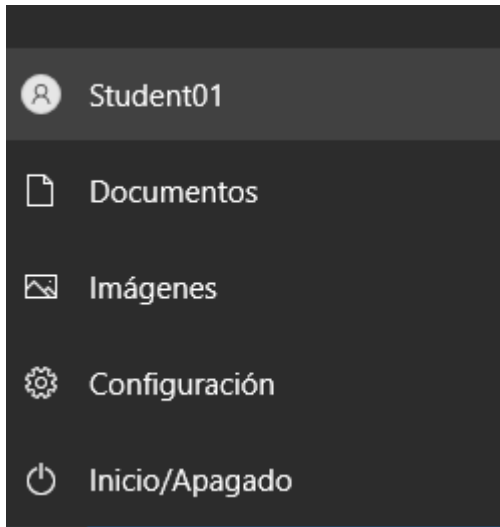 Student01
Documentos
Imágenes
Configuración
Inicio/Apagado